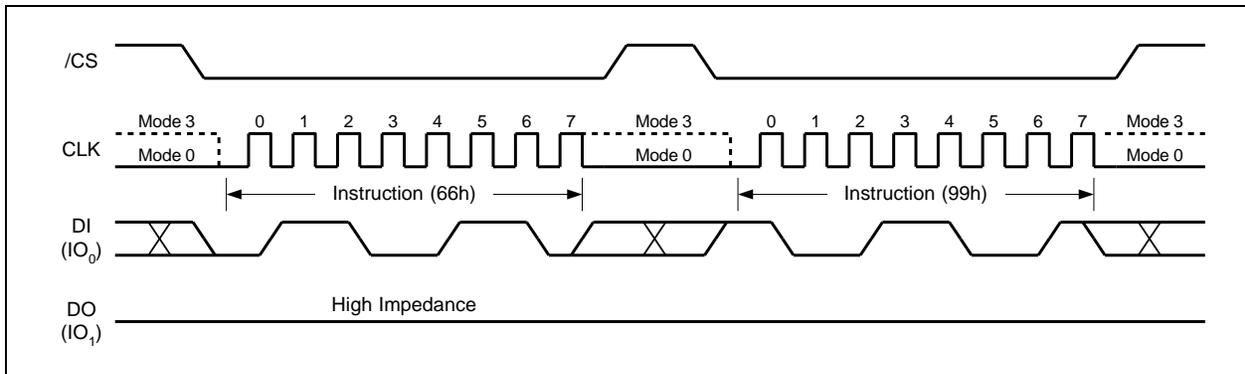 /CS
Mode 3 0 1 2 3 4 5 6 7 Mode 3 0 1 2 3 4 5 6 7 Mode 3
CLK
Mode 0 Mode 0 Mode 0
Instruction (66h) Instruction (99h)
DI
(IO0)
High Impedance
DO
(IO1)